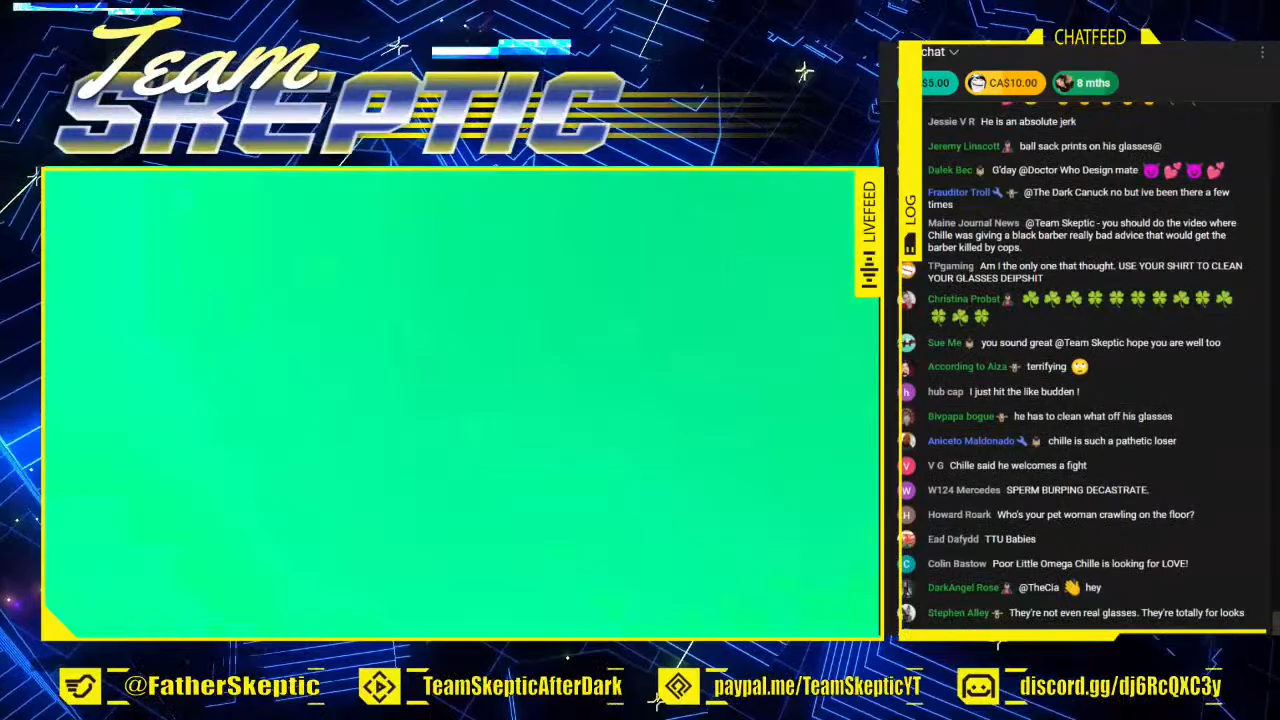 Team
SKEPTIC
CHATFEED
chat
$5.00 CA$10.00 8 mths
LIVEFEED
LOG
Jessie V R He is an absolute jerk
Jeremy Linscott ball sack prints on his glasses@
Dalek Bec G'day @Doctor Who Design mate 😈 💕 😈 💕
Frauditor Troll @The Dark Canuck no but ive been there a few
times
Maine Journal News @Team Skeptic - you should do the video where
Chille was giving a black barber really bad advice that would get the
barber killed by cops.
TPgaming Am I the only one that thought. USE YOUR SHIRT TO CLEAN
YOUR GLASSES DEIPSHIT
Christina Probst
Sue Me you sound great @Team Skeptic hope you are well too
According to Aiza terrifying 🙄
hub cap I just hit the like budden !
Bivpapa bogue he has to clean what off his glasses
Aniceto Maldonado chille is such a pathetic loser
V G Chille said he welcomes a fight
W124 Mercedes SPERM BURPING DECASTRATE.
Howard Roark Who's your pet woman crawling on the floor?
Ead Dafydd TTU Babies
Colin Bastow Poor Little Omega Chille is looking for LOVE!
DarkAngel Rose @TheCia 👋 hey
Stephen Alley They're not even real glasses. They're totally for looks
@FatherSkeptic TeamSkepticAfterDark paypal.me/TeamSkepticYT discord.gg/dj6RcQXC3y